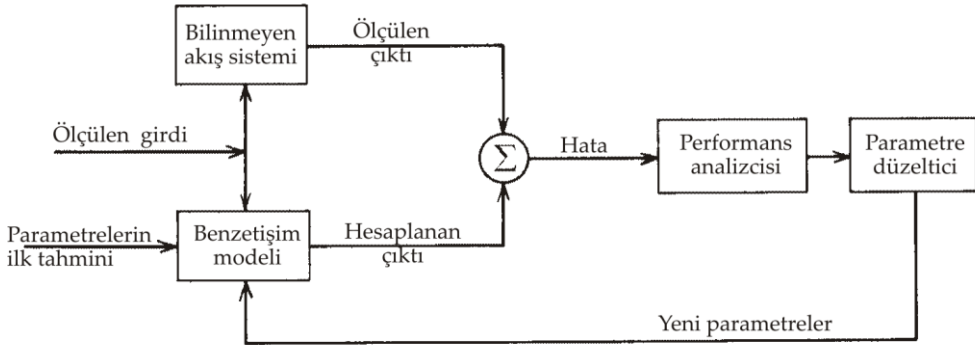 Bilinmeyen
akış sistemi
Ölçülen
çıktı
Ölçülen girdi
Σ
Hata
Performans
analizcisi
Parametre
düzeltici
Parametrelerin
ilk tahmini
Benzetişim
modeli
Hesaplanan
çıktı
Yeni parametreler